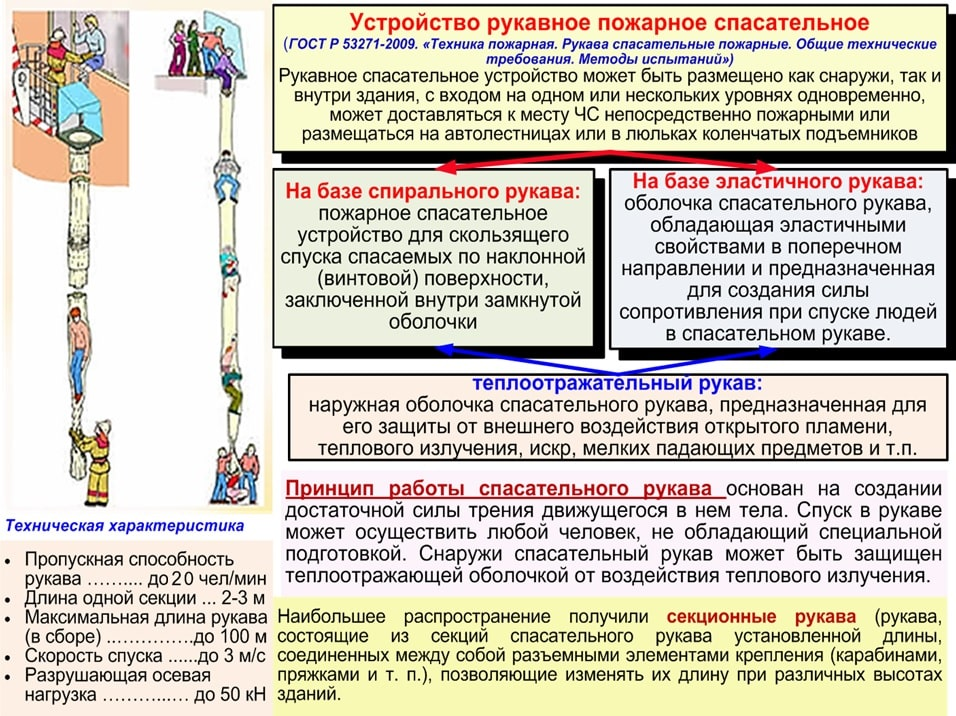 Устройство рукавное пожарное спасательное
(ГОСТ Р 53271-2009. «Техника пожарная. Рукава спасательные пожарные. Общие технические
требования. Методы испытаний»)
Рукавное спасательное устройство может быть размещено как снаружи, так и
внутри здания, с входом на одном или нескольких уровнях одновременно,
может доставляться к месту ЧС непосредственно пожарными или
размещаться на автолестницах или в люльках коленчатых подъемников
На базе спирального рукава:
пожарное спасательное
устройство для скользящего
спуска спасаемых по наклонной
(винтовой) поверхности,
заключенной внутри замкнутой
оболочки
На базе эластичного рукава:
оболочка спасательного рукава,
обладающая эластичными
свойствами в поперечном
направлении и предназначенная
для создания силы
сопротивления при спуске людей
в спасательном рукаве.
теплоотражательный рукав:
наружная оболочка спасательного рукава, предназначенная для
его защиты от внешнего воздействия открытого пламени,
теплового излучения, искр, мелких падающих предметов и т.п.
Принцип работы спасательного рукава основан на создании
достаточной силы трения движущегося в нем тела. Спуск в рукаве
может осуществить любой человек, не обладающий специальной
подготовкой. Снаружи спасательный рукав может быть защищен
теплоотражающей оболочкой от воздействия теплового излучения.
Техническая характеристика
• Пропускная способность
рукава ……... до 20 чел/мин
• Длина одной секции ... 2-3 м
• Максимальная длина рукава
(в сборе) ..………….до 100 м
• Скорость спуска ......до 3 м/с
• Разрушающая осевая
нагрузка ………...… до 50 кН
Наибольшее распространение получили секционные рукава (рукава,
состоящие из секций спасательного рукава установленной длины,
соединенных между собой разъемными элементами крепления (карабинами,
пряжками и т. п.), позволяющие изменять их длину при различных высотах
зданий.